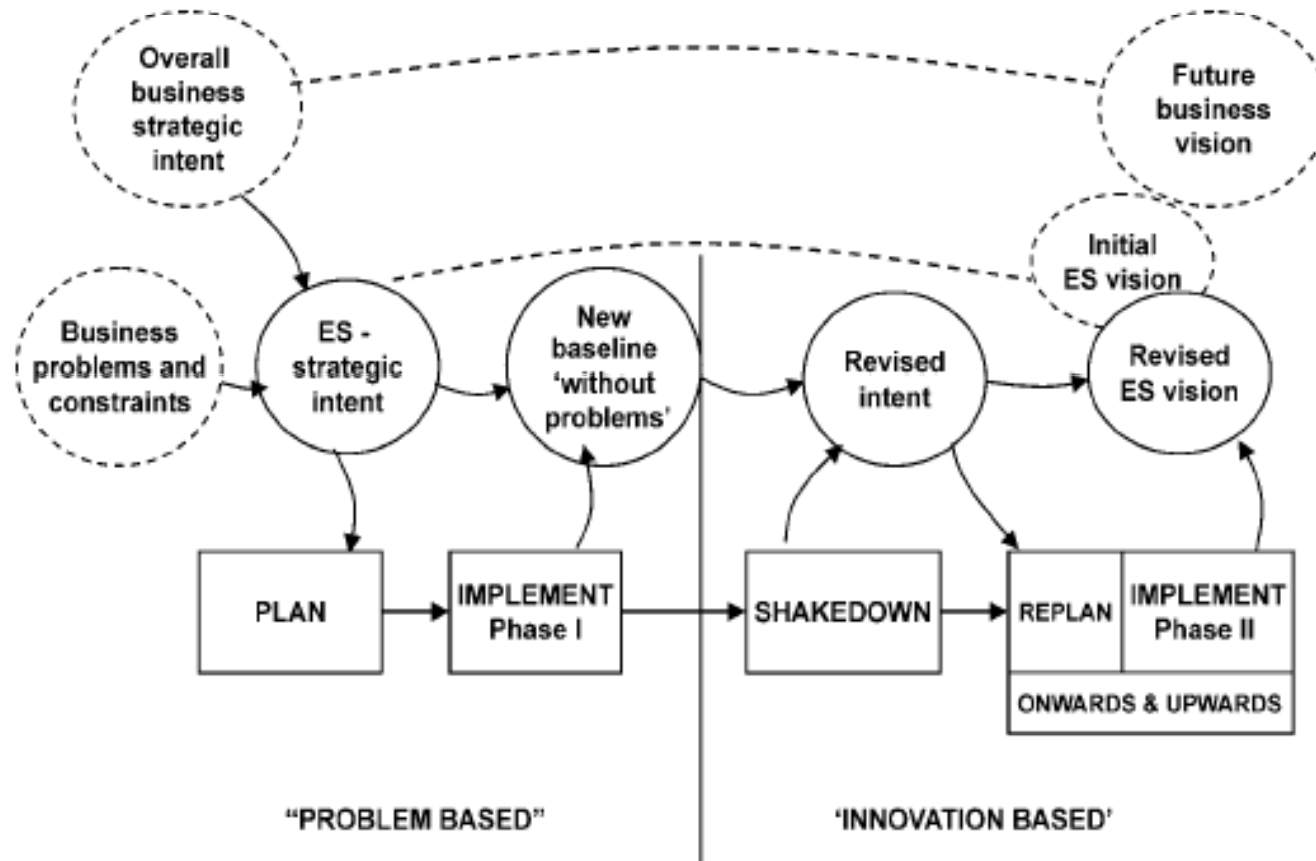 Overall
business
strategic
intent
Future
business
vision
Initial
ES vision
Business
problems and
constraints
ES -
strategic
intent
New
baseline
‘without
problems’
Revised
intent
Revised
ES vision
PLAN
IMPLEMENT
Phase I
SHAKEDOWN
REPLAN
IMPLEMENT
Phase II
ONWARDS & UPWARDS
“PROBLEM BASED”
‘INNOVATION BASED’